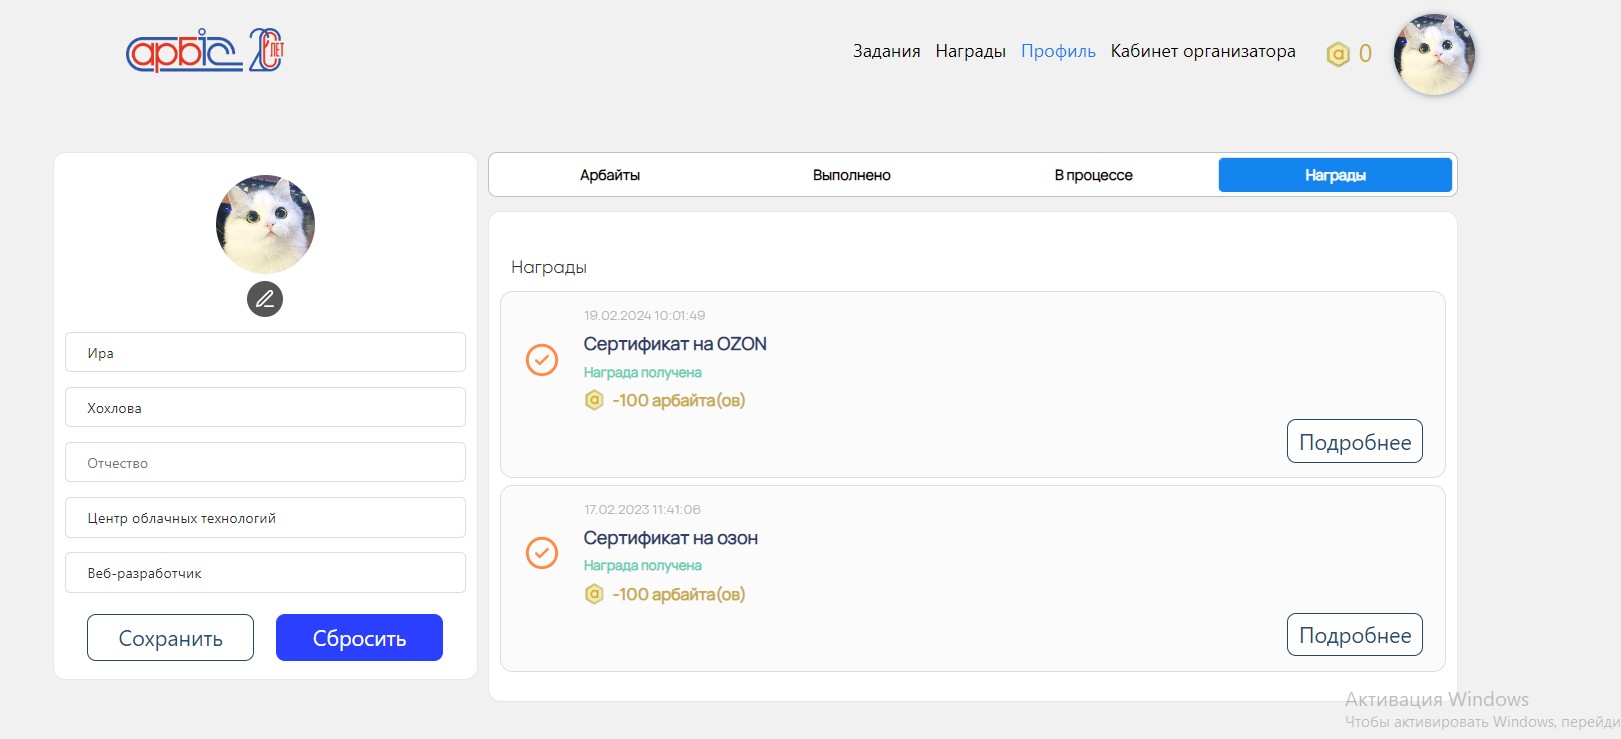 арбіс 20 ЛЕТ
Задания Награды Профиль Кабинет организатора 0
Арбайты Выполнено В процессе Награды
Ира
Хохлова
Отчество
Центр облачных технологий
Веб-разработчик
Сохранить Сбросить
Награды
19.02.2024 10:01:49
Сертификат на OZON
Награда получена
-100 арбайта(ов)
Подробнее
17.02.2023 11:41:06
Сертификат на озон
Награда получена
-100 арбайта(ов)
Подробнее
Активация Windows
Чтобы активировать Windows, перейди